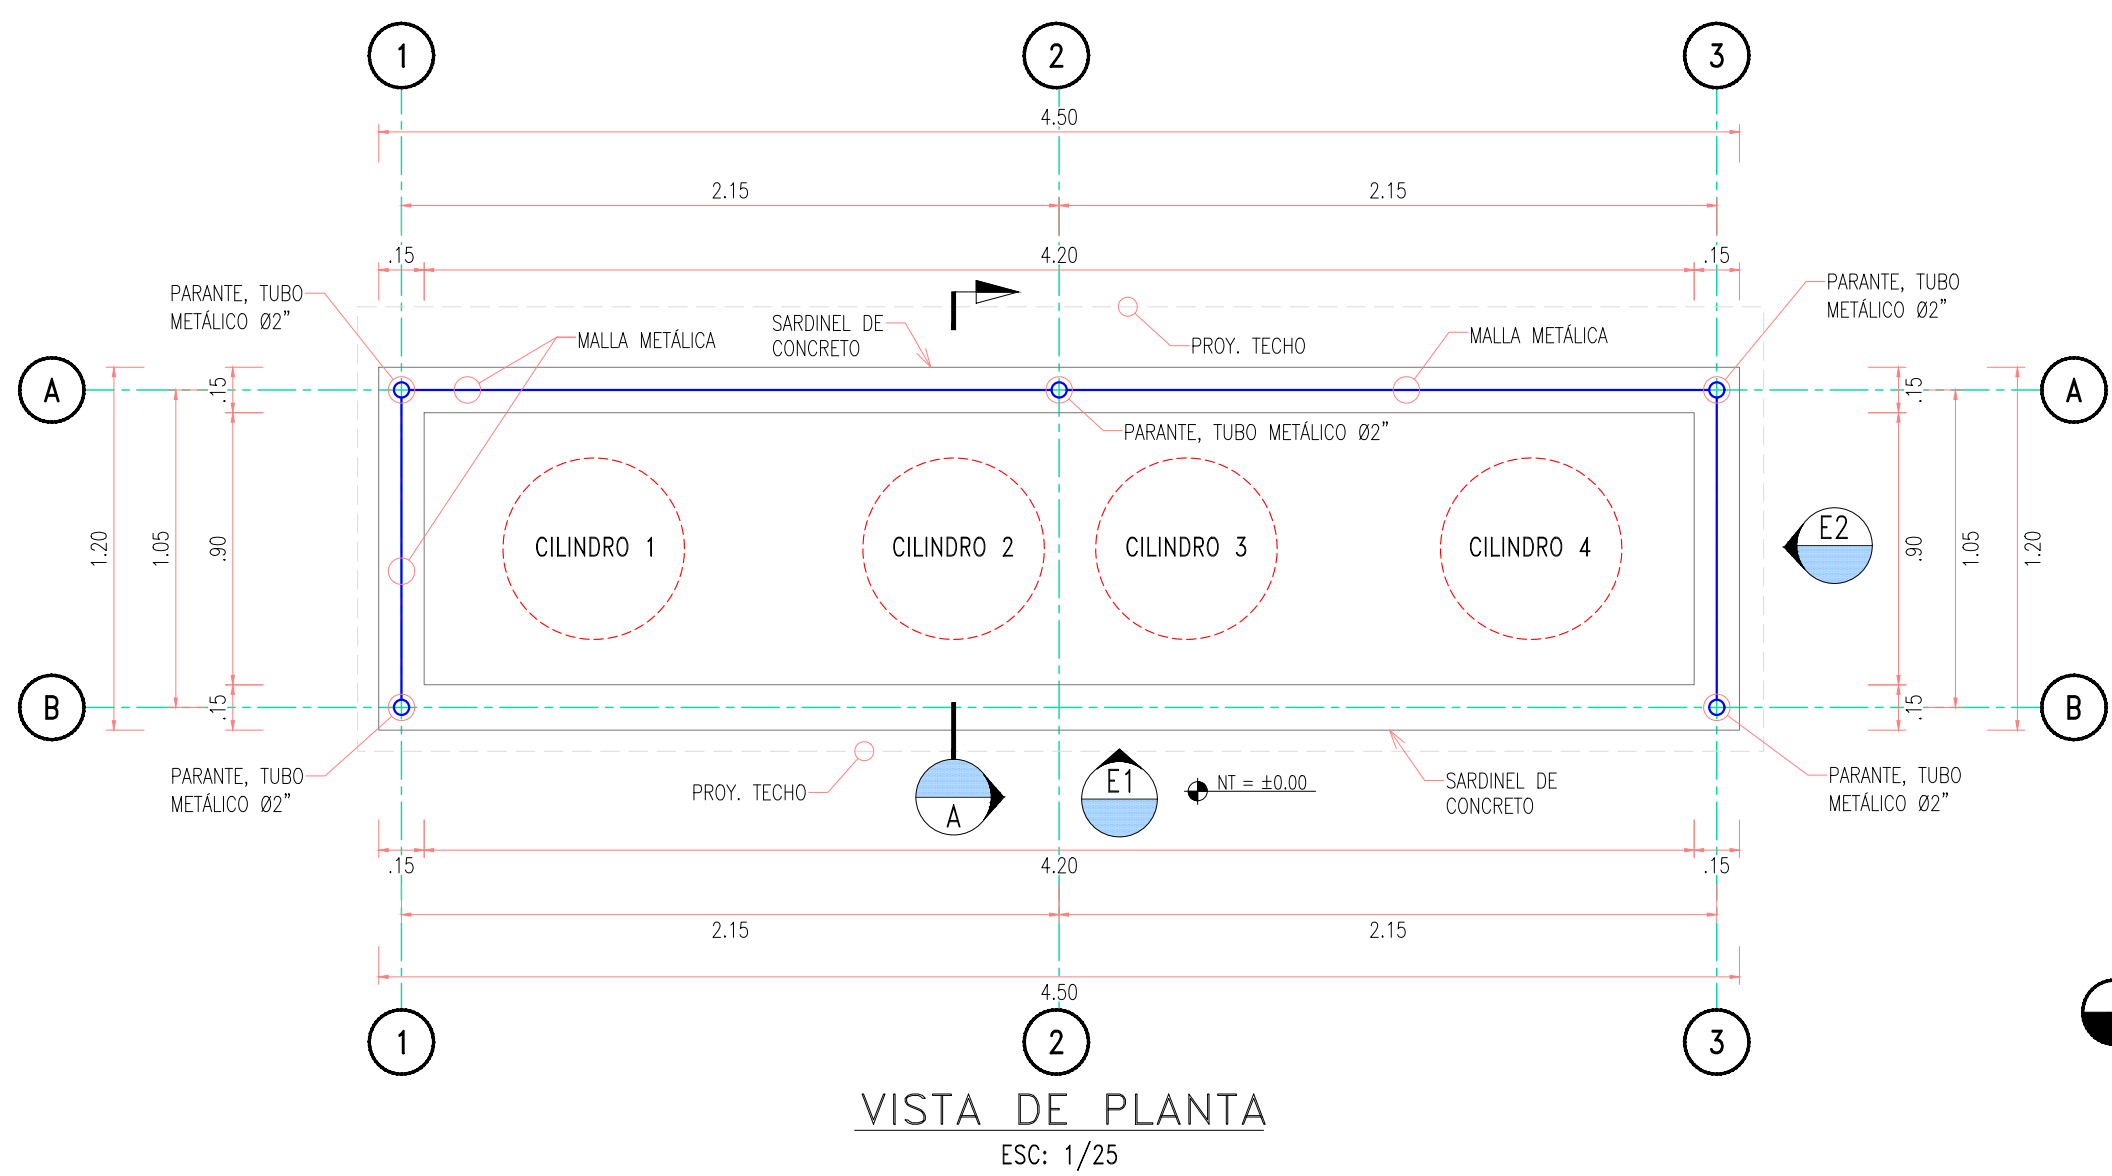 1
2
3
4.50
2.15
2.15
.15
4.20
.15
PARANTE, TUBO
METÁLICO Ø2"
MALLA METÁLICA
SARDINEL DE
CONCRETO
PROY. TECHO
MALLA METÁLICA
PARANTE, TUBO
METÁLICO Ø2"
A
.15
.15
A
PARANTE, TUBO METÁLICO Ø2"
1.20
1.05
.90
CILINDRO 1
CILINDRO 2
CILINDRO 3
CILINDRO 4
E2
.90
1.05
1.20
B
.15
.15
B
PARANTE, TUBO
METÁLICO Ø2"
PROY. TECHO
A
E1
NT = ±0.00
SARDINEL DE
CONCRETO
PARANTE, TUBO
METÁLICO Ø2"
.15
4.20
.15
2.15
2.15
4.50
1
2
3
VISTA DE PLANTA
ESC: 1/25